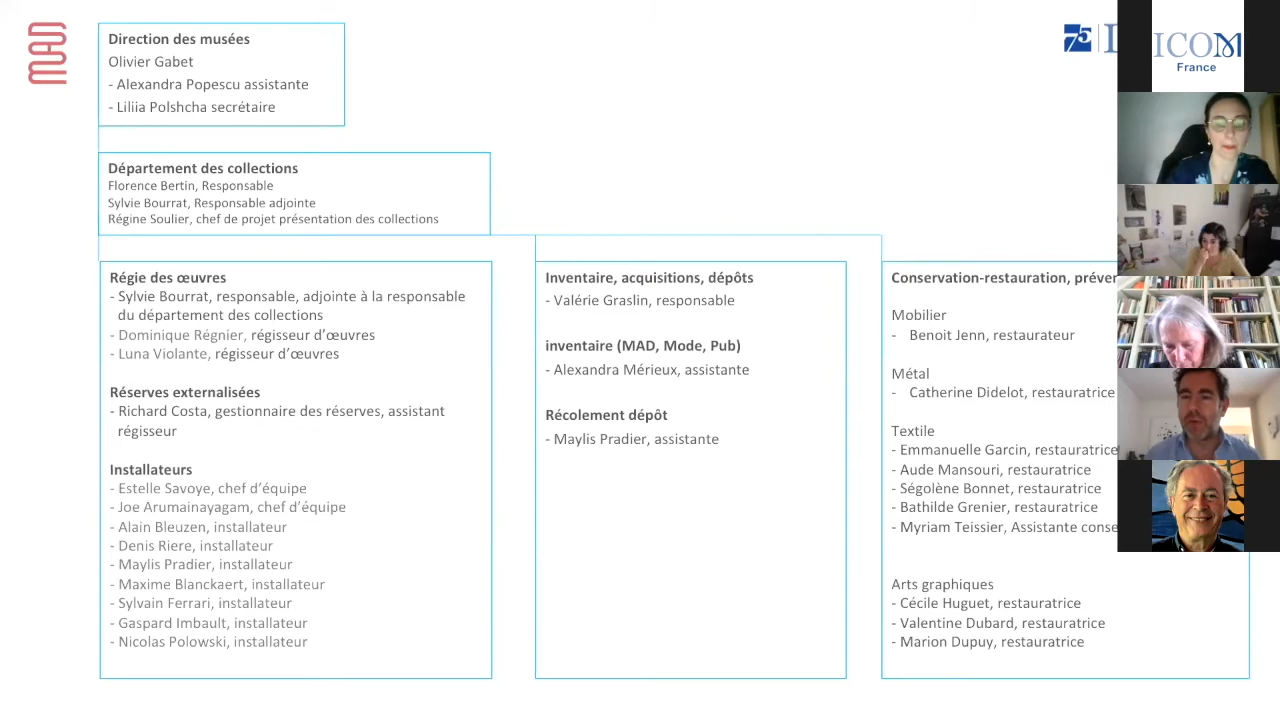 MAD
Direction des musées
Olivier Gabet
- Alexandra Popescu assistante
- Liliia Polshcha secrétaire
75
ICOM
France
Département des collections
Florence Bertin, Responsable
Sylvie Bourrat, Responsable adjointe
Régine Soulier, chef de projet présentation des collections
Régie des œuvres
- Sylvie Bourrat, responsable, adjointe à la responsable
du département des collections
- Dominique Régnier, régisseur d’œuvres
- Luna Violante, régisseur d’œuvres
Réserves externalisées
- Richard Costa, gestionnaire des réserves, assistant
régisseur
Installateurs
- Estelle Savoye, chef d’équipe
- Joe Arumainayagam, chef d’équipe
- Alain Bleuzen, installateur
- Denis Riere, installateur
- Maylis Pradier, installateur
- Maxime Blanckaert, installateur
- Sylvain Ferrari, installateur
- Gaspard Imbault, installateur
- Nicolas Polowski, installateur
Inventaire, acquisitions, dépôts
- Valérie Graslin, responsable
inventaire (MAD, Mode, Pub)
- Alexandra Mérieux, assistante
Récolement dépôt
- Maylis Pradier, assistante
Conservation-restauration, préven
Mobilier
- Benoit Jenn, restaurateur
Métal
- Catherine Didelot, restauratrice
Textile
- Emmanuelle Garcin, restauratrice
- Aude Mansouri, restauratrice
- Ségolène Bonnet, restauratrice
- Bathilde Grenier, restauratrice
- Myriam Teissier, Assistante conse
Arts graphiques
- Cécile Huguet, restauratrice
- Valentine Dubard, restauratrice
- Marion Dupuy, restauratrice